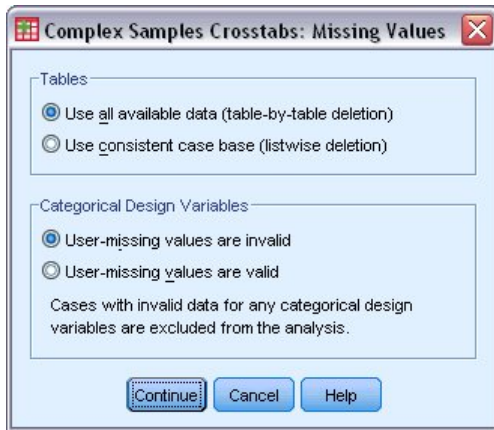 Complex Samples Crosstabs: Missing Values
Tables
Use all available data (table-by-table deletion)
Use consistent case base (listwise deletion)
Categorical Design Variables
User-missing values are invalid
User-missing values are valid
Cases with invalid data for any categorical design
variables are excluded from the analysis.
Continue Cancel Help